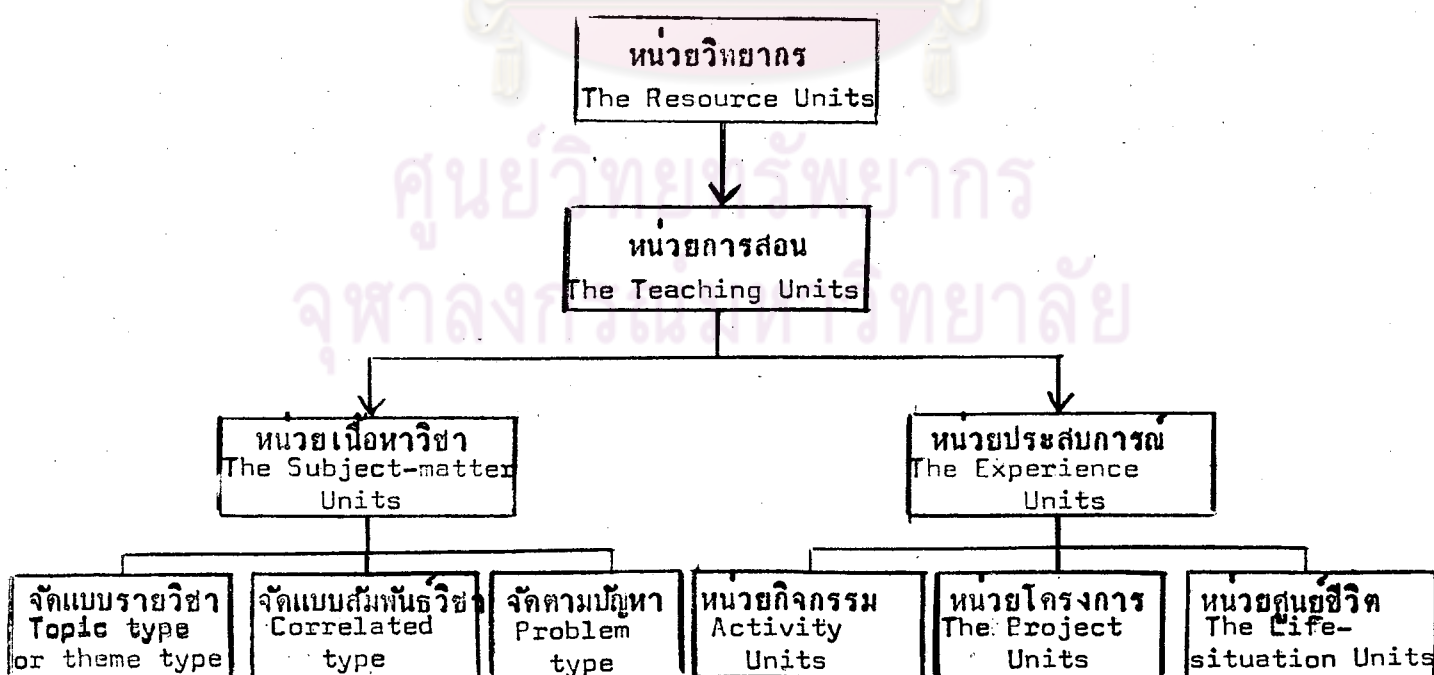 หน่วยวิทยากร
The Resource Units
ศูนย์วิทยทรัพยากร
หน่วยการสอน
The Teaching Units
จุฬาลงกรณ์มหาวิทยาลัย
หน่วยเนื้อหาวิชา
The Subject-matter
Units
หน่วยประสบการณ์
The Experience
Units
จัดแบบรายวิชา
Topic type
or theme type
จัดแบบสัมพันธ์วิชา
Correlated
type
จัดตามปัญหา
Problem
type
หน่วยกิจกรรม
Activity
Units
หน่วยโครงการ
The Project
Units
หน่วยศูนย์ชีวิต
The Life-
situation Units